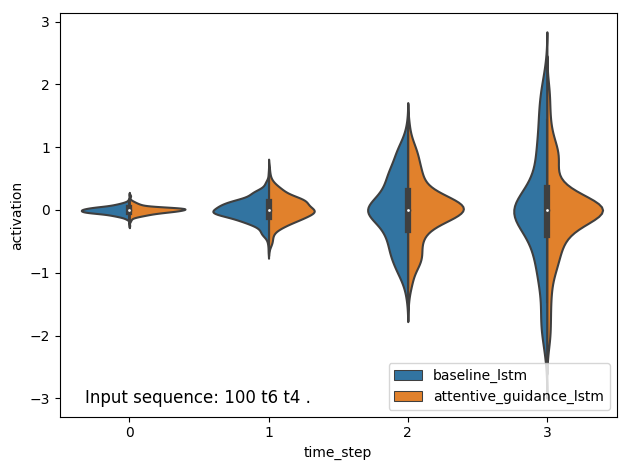 3
2
1
0
−1
−2
−3
activation
Input sequence: 100 t6 t4 .
baseline_lstm
attentive_guidance_lstm
0 1 2 3
time_step